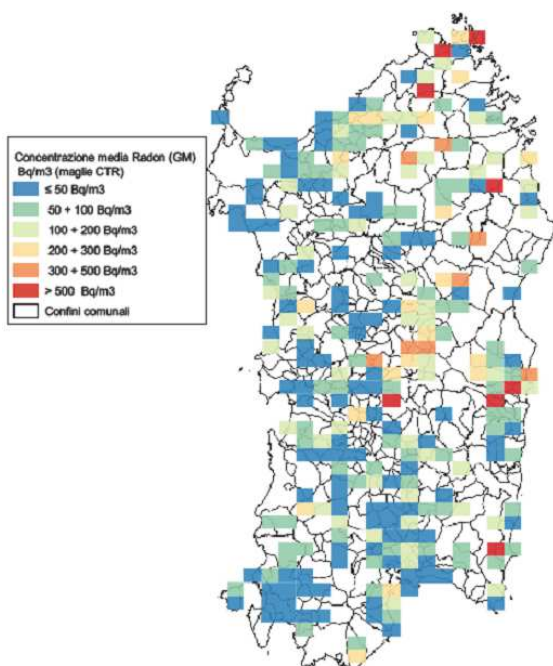 Concentrazione media Radon (GM)
Bq/m3 (maglie CTR)
≤ 50 Bq/m3
50 + 100 Bq/m3
100 + 200 Bq/m3
200 + 300 Bq/m3
300 + 500 Bq/m3
> 500 Bq/m3
Confini comunali